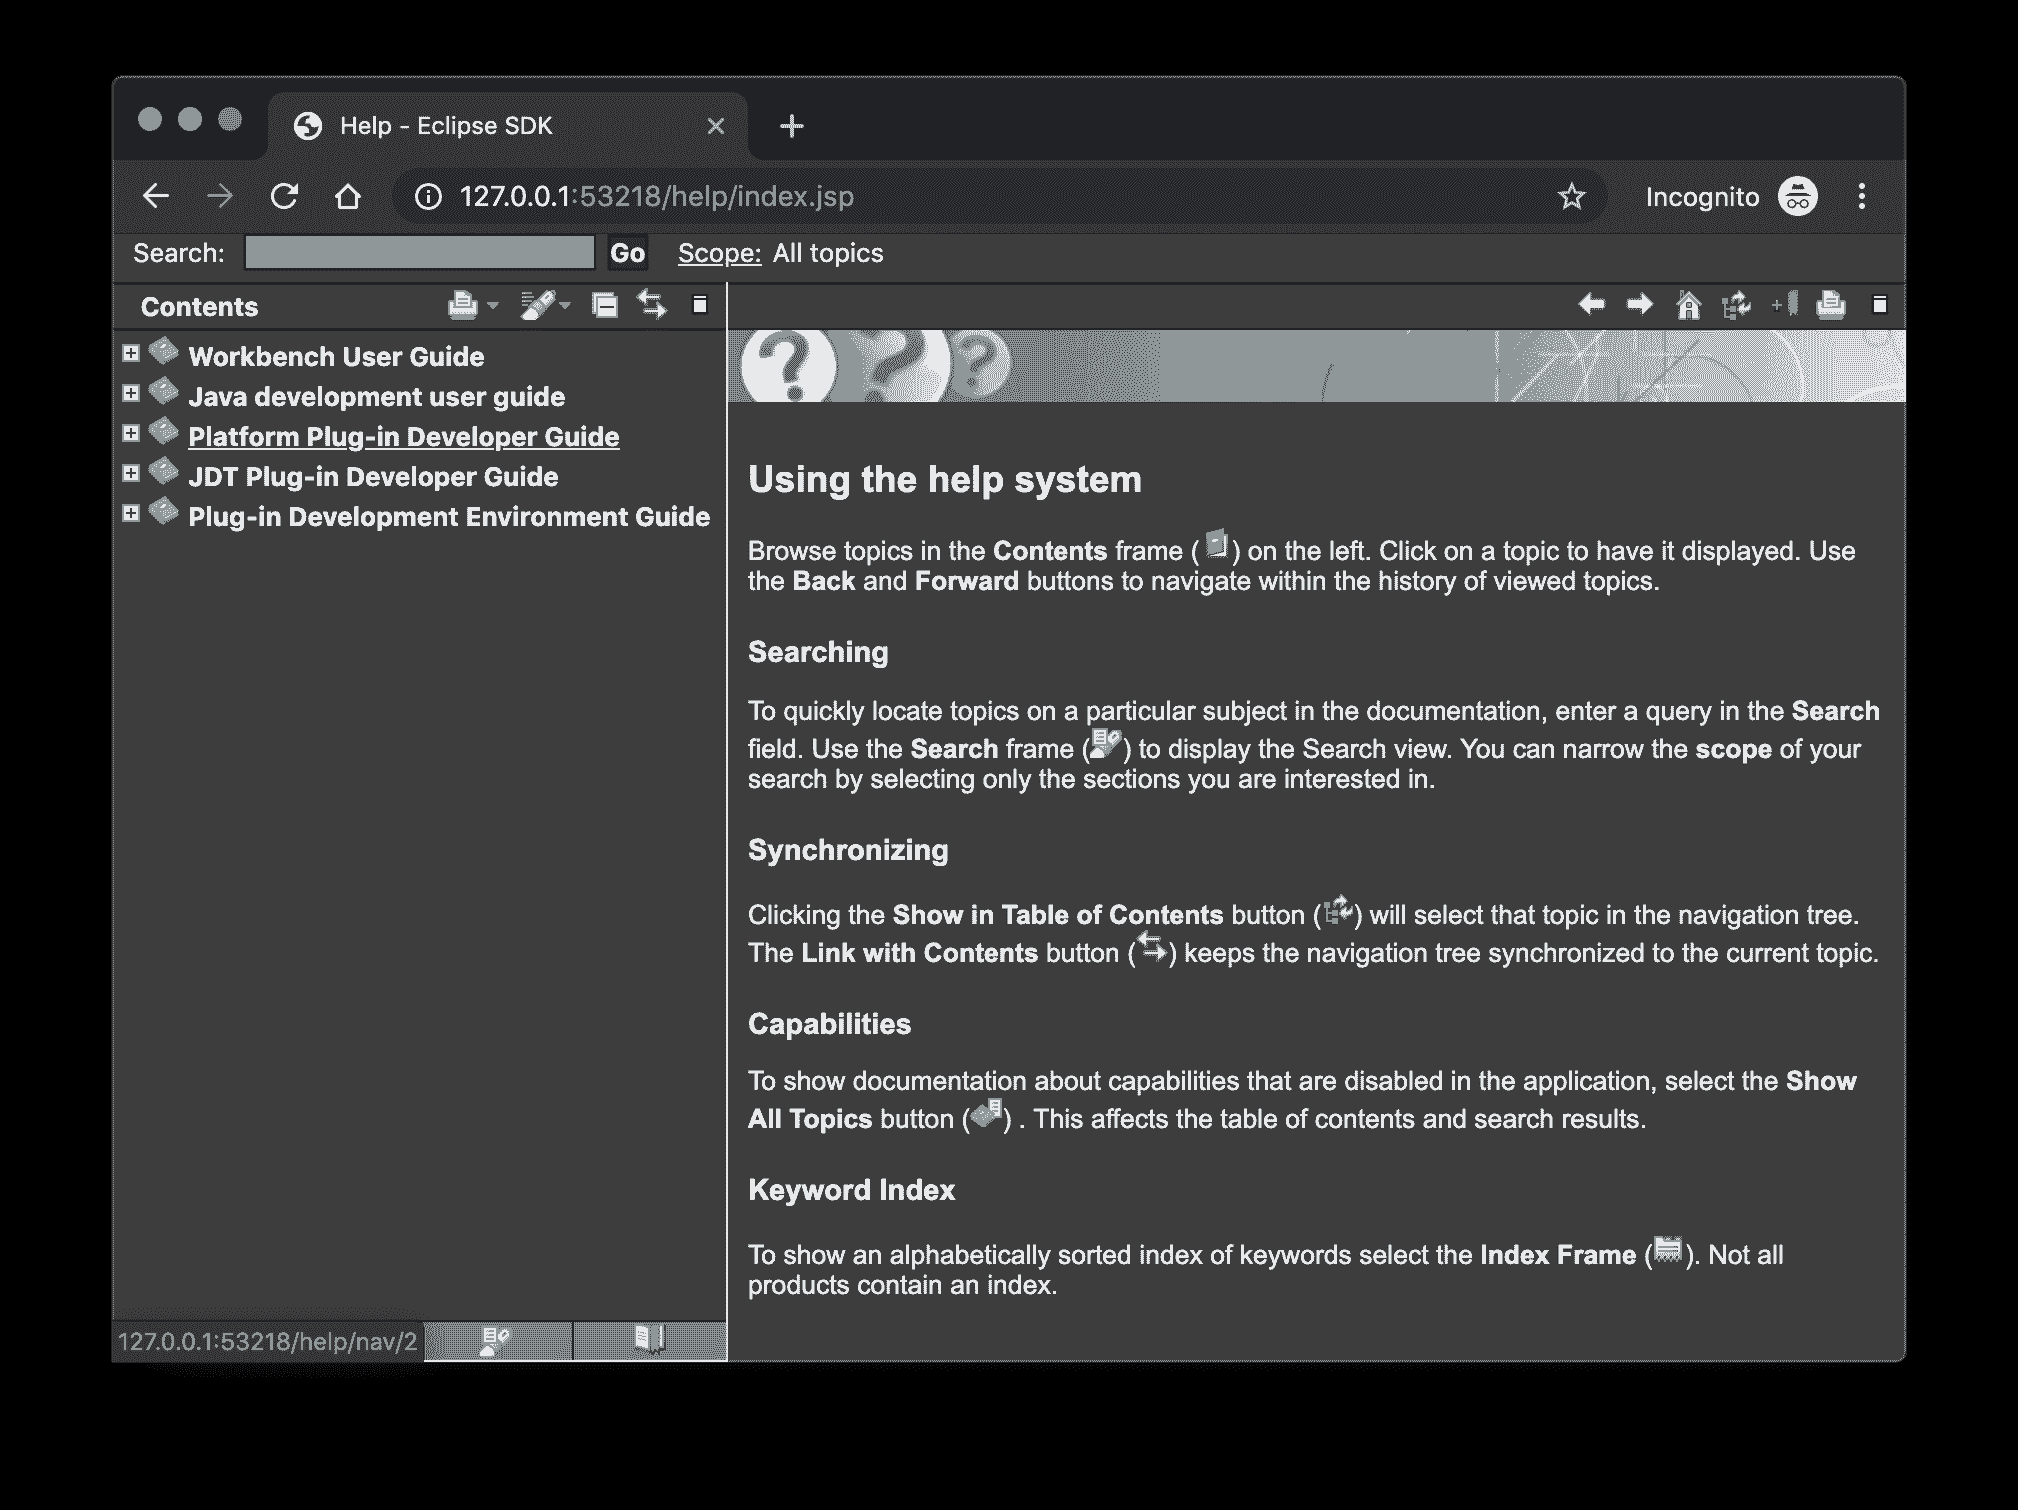 Help - Eclipse SDK
127.0.0.1:53218/help/index.jsp
Incognito
Search:
Go
Scope: All topics
Contents
Workbench User Guide
Java development user guide
Platform Plug-in Developer Guide
JDT Plug-in Developer Guide
Plug-in Development Environment Guide
127.0.0.1:53218/help/nav/2
Using the help system
Browse topics in the Contents frame ( ) on the left. Click on a topic to have it displayed. Use
the Back and Forward buttons to navigate within the history of viewed topics.
Searching
To quickly locate topics on a particular subject in the documentation, enter a query in the Search
field. Use the Search frame ( ) to display the Search view. You can narrow the scope of your
search by selecting only the sections you are interested in.
Synchronizing
Clicking the Show in Table of Contents button ( ) will select that topic in the navigation tree.
The Link with Contents button ( ) keeps the navigation tree synchronized to the current topic.
Capabilities
To show documentation about capabilities that are disabled in the application, select the Show
All Topics button ( ) . This affects the table of contents and search results.
Keyword Index
To show an alphabetically sorted index of keywords select the Index Frame ( ). Not all
products contain an index.